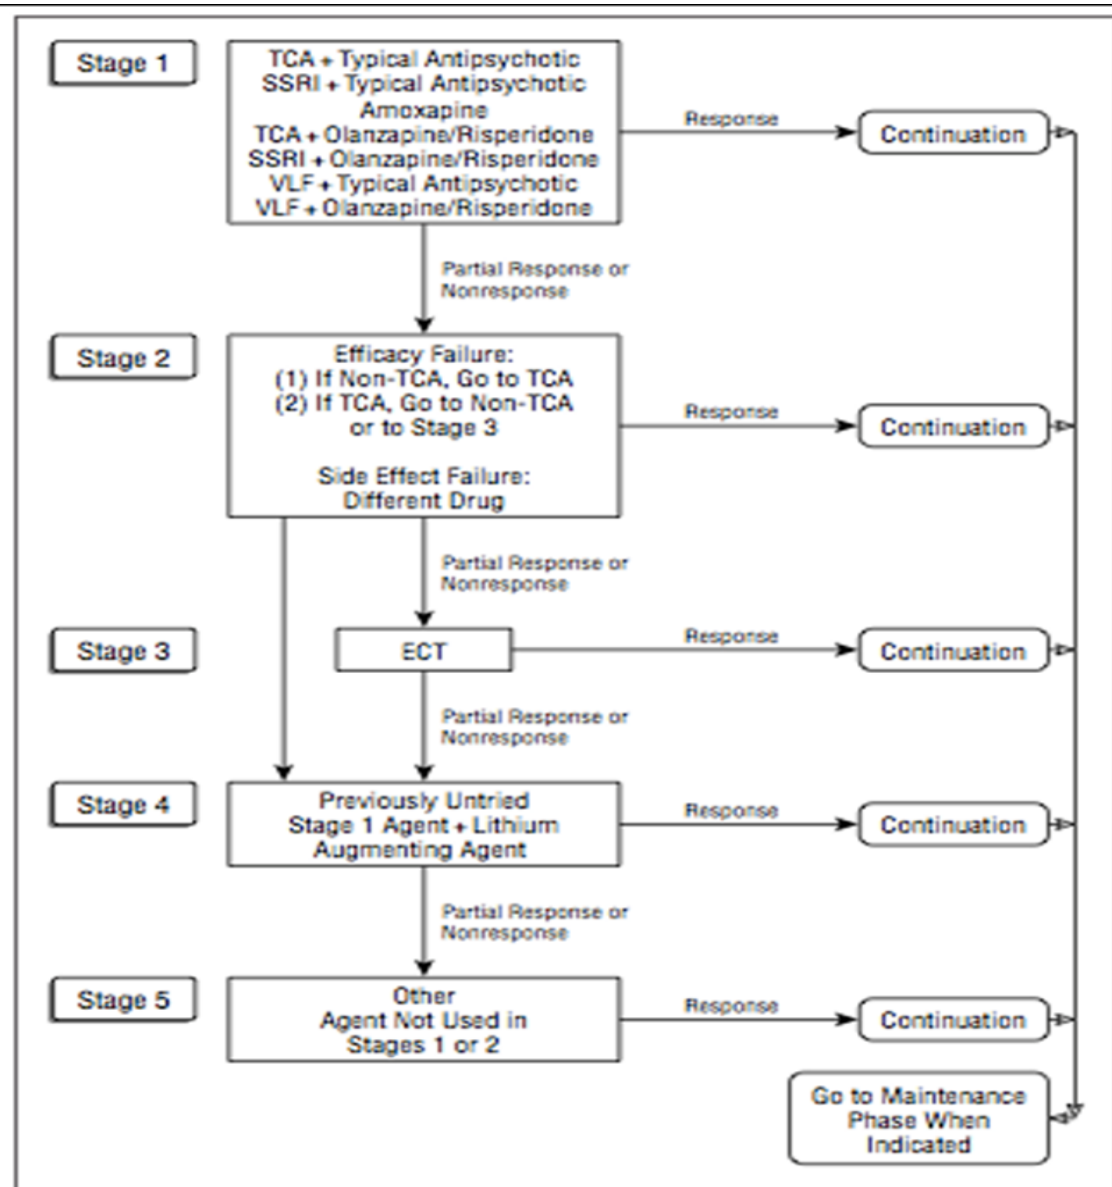 Stage 1
TCA + Typical Antipsychotic
SSRI + Typical Antipsychotic
Amoxapine
TCA + Olanzapine/Risperidone
SSRI + Olanzapine/Risperidone
VLF + Typical Antipsychotic
VLF + Olanzapine/Risperidone
Response
Continuation
Partial Response or
Nonresponse
Stage 2
Efficacy Failure:
(1) If Non-TCA, Go to TCA
(2) If TCA, Go to Non-TCA
or to Stage 3
Side Effect Failure:
Different Drug
Response
Continuation
Partial Response or
Nonresponse
Stage 3
ECT
Response
Continuation
Partial Response or
Nonresponse
Stage 4
Previously Untried
Stage 1 Agent + Lithium
Augmenting Agent
Response
Continuation
Partial Response or
Nonresponse
Stage 5
Other
Agent Not Used in
Stages 1 or 2
Response
Continuation
Go to Maintenance
Phase When
Indicated